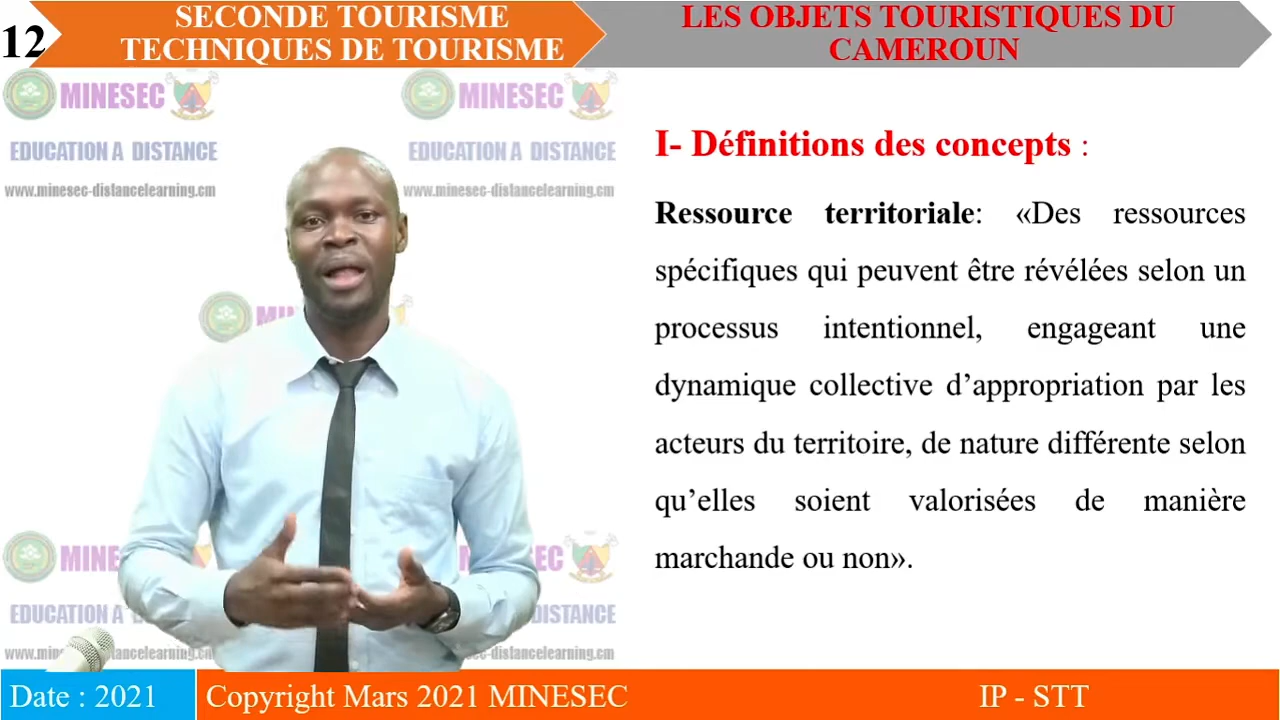 12
SECONDE TOURISME
TECHNIQUES DE TOURISME
LES OBJETS TOURISTIQUES DU
CAMEROUN
MINESEC
MINESEC
EDUCATION A DISTANCE
EDUCATION A DISTANCE
www.minesec-distancelearning.cm
www.minesec-distancelearning.cm
I- Définitions des concepts :
Ressource territoriale: «Des ressources
spécifiques qui peuvent être révélées selon un
processus intentionnel, engageant une
dynamique collective d’appropriation par les
acteurs du territoire, de nature différente selon
qu’elles soient valorisées de manière
marchande ou non».
Date : 2021
Copyright Mars 2021 MINESEC
IP - STT